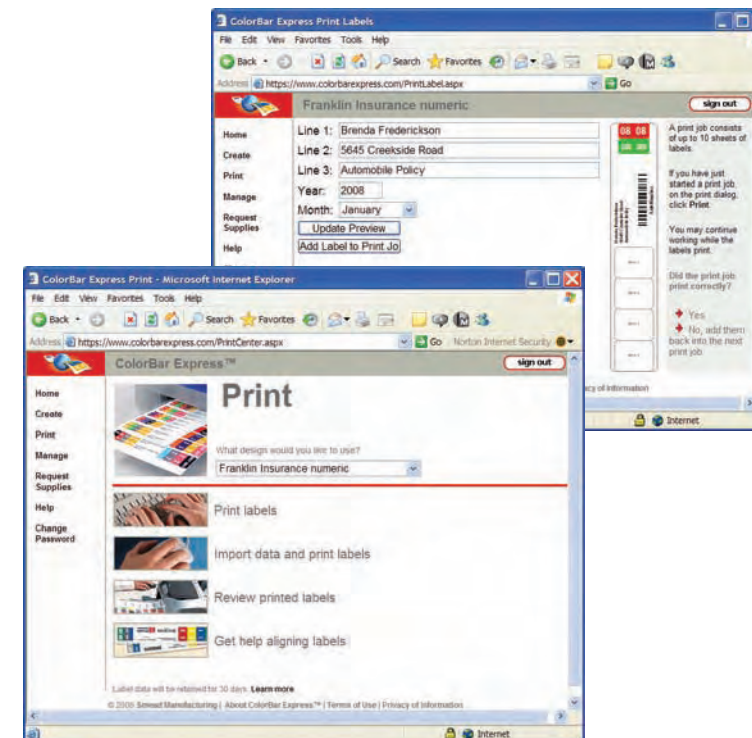 ColorBar Express Print Labels
File Edit View Favorites Tools Help
Back Search Favorites
Address https://www.colorbarexpress.com/PrintLabel.aspx Go
Franklin Insurance numeric sign out
Home
Create
Print
Manage
Request
Supplies
Help
Line 1: Brenda Frederickson
Line 2: 5645 Creekside Road
Line 3: Automobile Policy
Year: 2008
Month: January
Update Preview
Add Label to Print Jo
08 08
A print job consists
of up to 10 sheets of
labels.
If you have just
started a print job,
on the print dialog,
click Print.
You may continue
working while the
labels print.
Did the print job
print correctly?
Yes
No, add them
back into the next
print job
cy of Information
Internet
ColorBar Express Print - Microsoft Internet Explorer
File Edit View Favorites Tools Help
Back Search Favorites
Address https://www.colorbarexpress.com/PrintCenter.aspx Go Norton Internet Security
ColorBar Express™ sign out
Home
Create
Print
Manage
Request
Supplies
Help
Change
Password
Print
What design would you like to use?
Franklin Insurance numeric
Print labels
Import data and print labels
Review printed labels
Get help aligning labels
Label data will be retained for 30 days. Learn more
Manufacturing | About ColorBar Express™ | Terms of Use | Privacy of Information
Internet